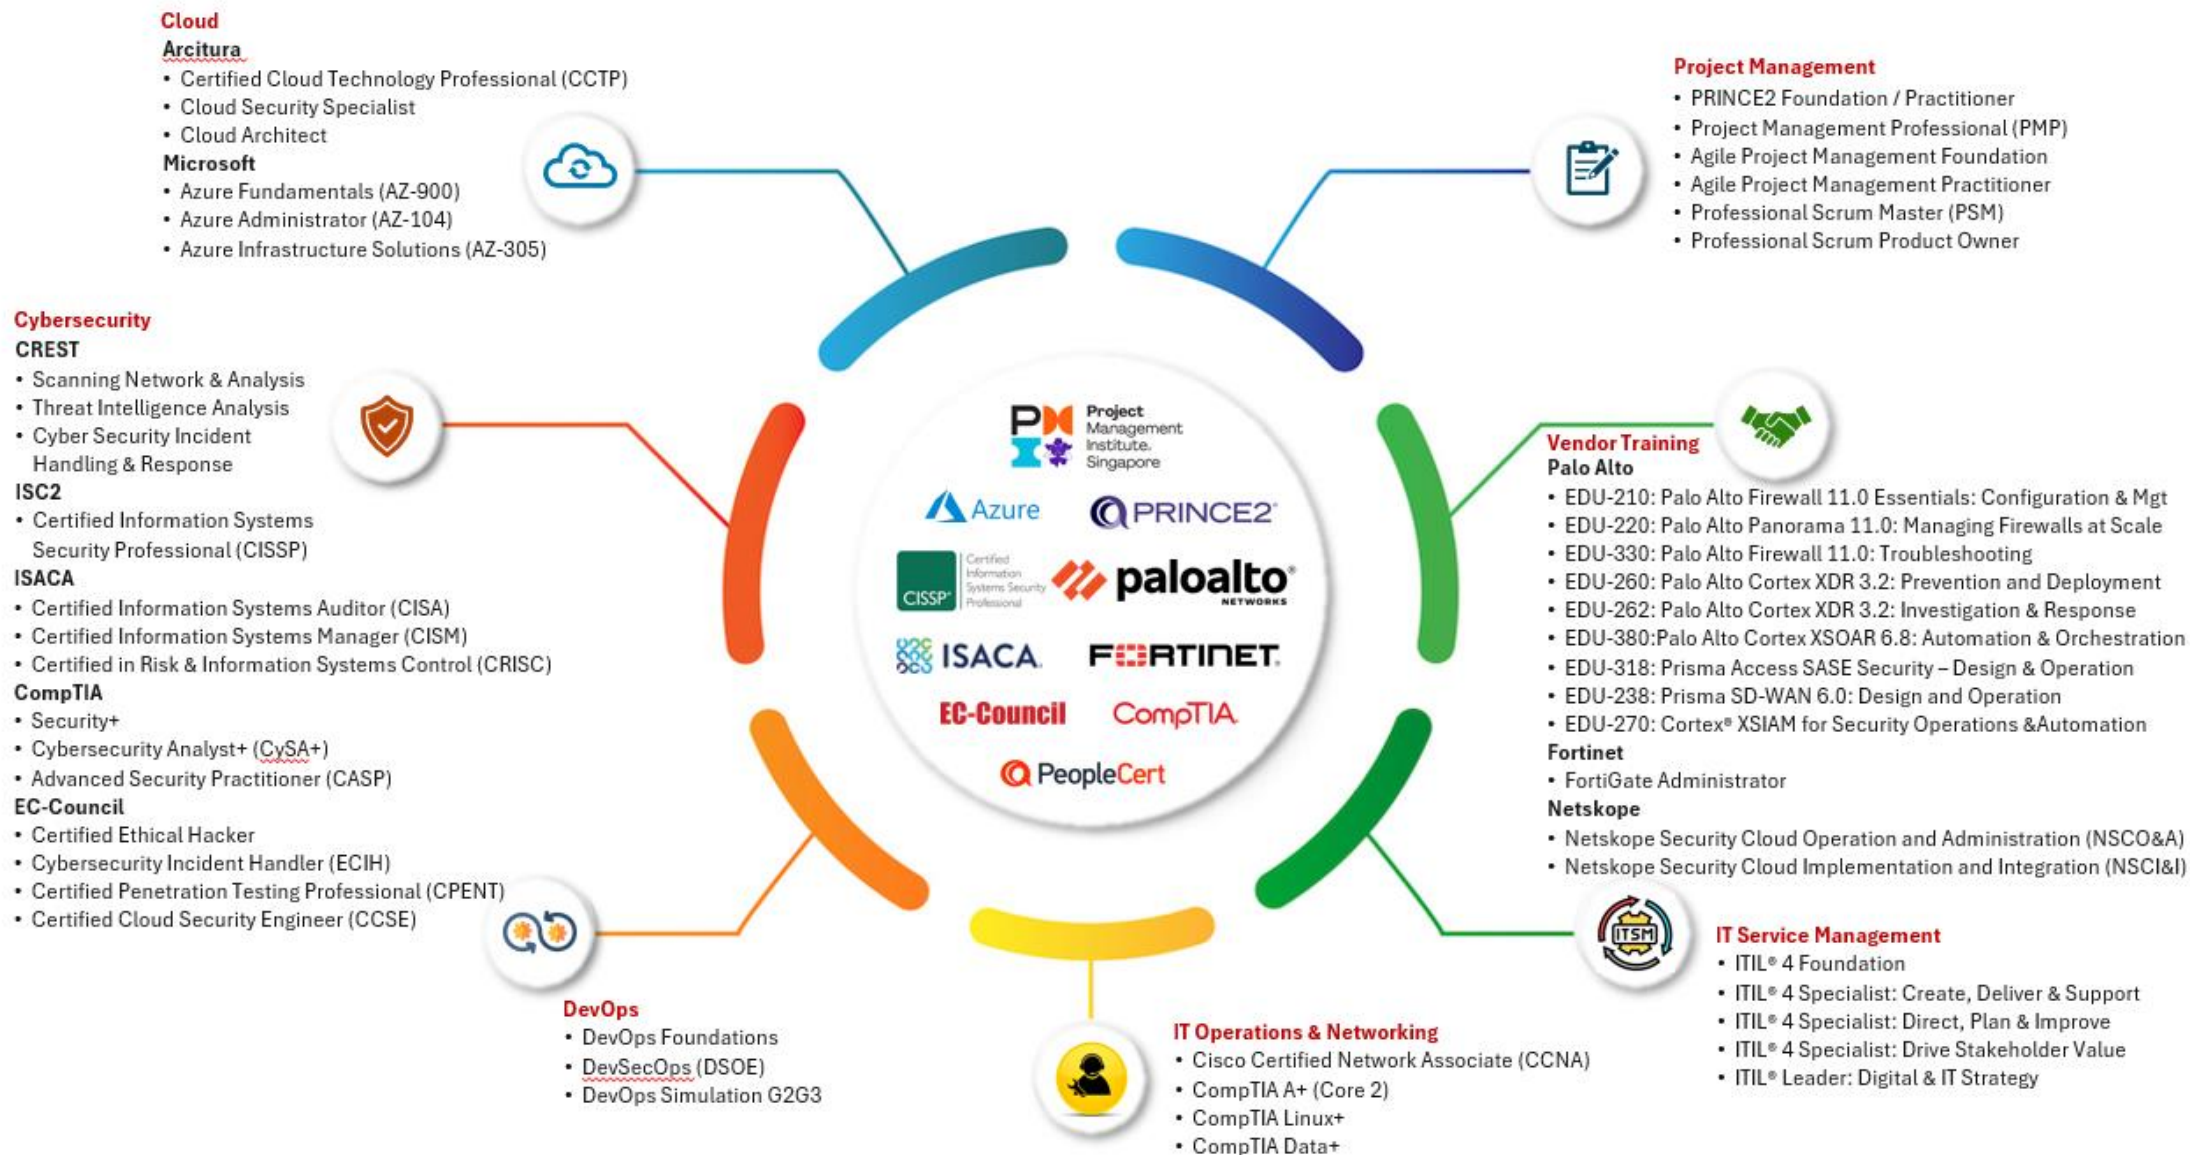 Cloud
Arcitura
• Certified Cloud Technology Professional (CCTP)
• Cloud Security Specialist
• Cloud Architect
Microsoft
• Azure Fundamentals (AZ-900)
• Azure Administrator (AZ-104)
• Azure Infrastructure Solutions (AZ-305)
Project Management
• PRINCE2 Foundation / Practitioner
• Project Management Professional (PMP)
• Agile Project Management Foundation
• Agile Project Management Practitioner
• Professional Scrum Master (PSM)
• Professional Scrum Product Owner
Cybersecurity
CREST
• Scanning Network & Analysis
• Threat Intelligence Analysis
• Cyber Security Incident
Handling & Response
ISC2
• Certified Information Systems
Security Professional (CISSP)
ISACA
• Certified Information Systems Auditor (CISA)
• Certified Information Systems Manager (CISM)
• Certified in Risk & Information Systems Control (CRISC)
CompTIA
• Security+
• Cybersecurity Analyst+ (CySA+)
• Advanced Security Practitioner (CASP)
EC-Council
• Certified Ethical Hacker
• Cybersecurity Incident Handler (ECIH)
• Certified Penetration Testing Professional (CPENT)
• Certified Cloud Security Engineer (CCSE)
Project
Management
Institute.
Singapore
Azure
PRINCE2®
CISSP®
Certified
Information
Systems Security
Professional
paloalto®
NETWORKS
ISACA.
FORTINET.
EC-Council
CompTIA.
PeopleCert
Vendor Training
Palo Alto
• EDU-210: Palo Alto Firewall 11.0 Essentials: Configuration & Mgt
• EDU-220: Palo Alto Panorama 11.0: Managing Firewalls at Scale
• EDU-330: Palo Alto Firewall 11.0: Troubleshooting
• EDU-260: Palo Alto Cortex XDR 3.2: Prevention and Deployment
• EDU-262: Palo Alto Cortex XDR 3.2: Investigation & Response
• EDU-380:Palo Alto Cortex XSOAR 6.8: Automation & Orchestration
• EDU-318: Prisma Access SASE Security – Design & Operation
• EDU-238: Prisma SD-WAN 6.0: Design and Operation
• EDU-270: Cortex® XSIAM for Security Operations &Automation
Fortinet
• FortiGate Administrator
Netskope
• Netskope Security Cloud Operation and Administration (NSCO&A)
• Netskope Security Cloud Implementation and Integration (NSCI&I)
ITSM
IT Service Management
• ITIL® 4 Foundation
• ITIL® 4 Specialist: Create, Deliver & Support
• ITIL® 4 Specialist: Direct, Plan & Improve
• ITIL® 4 Specialist: Drive Stakeholder Value
• ITIL® Leader: Digital & IT Strategy
DevOps
• DevOps Foundations
• DevSecOps (DSOE)
• DevOps Simulation G2G3
IT Operations & Networking
• Cisco Certified Network Associate (CCNA)
• CompTIA A+ (Core 2)
• CompTIA Linux+
• CompTIA Data+